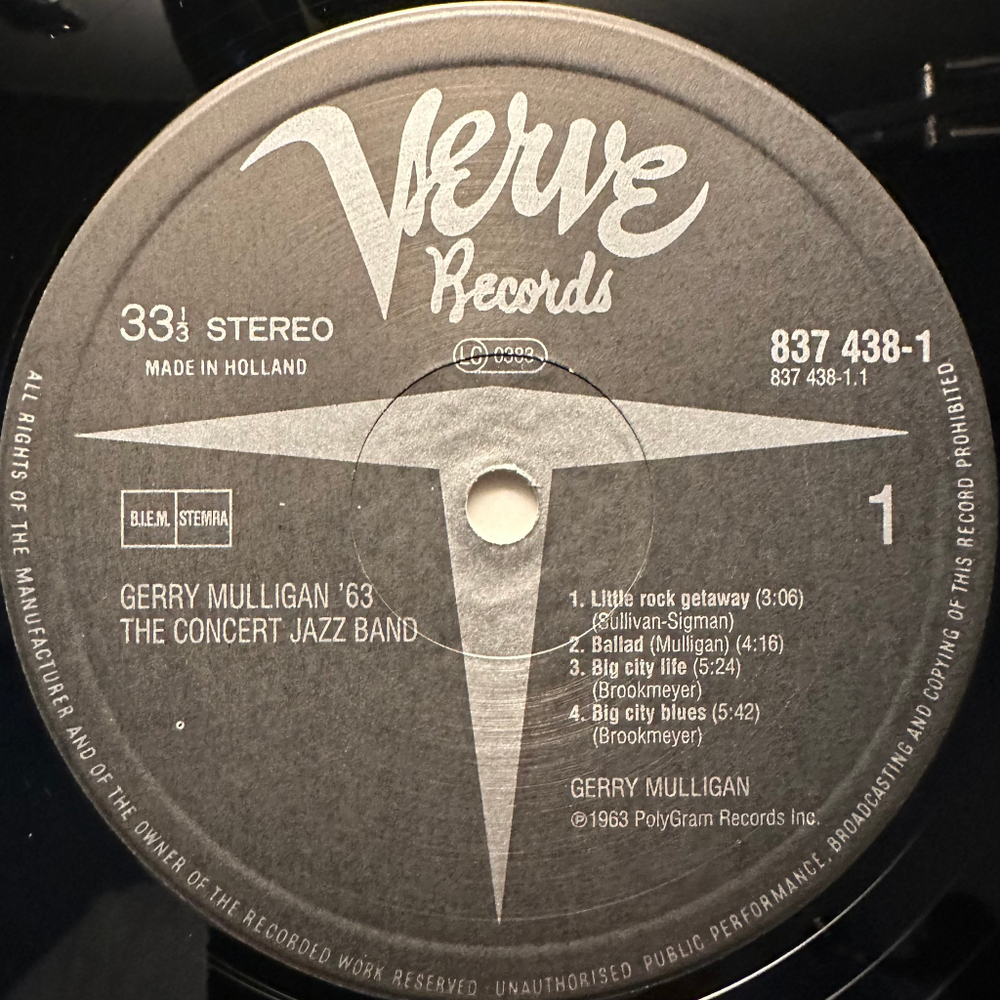 Verve
Records
33⅓ STEREO
MADE IN HOLLAND
LC 0383
837 438-1
837 438-1.1
B.I.E.M. STEMRA
1
GERRY MULLIGAN '63
THE CONCERT JAZZ BAND
1. Little rock getaway (3:06)
(Sullivan-Sigman)
2. Ballad (Mulligan) (4:16)
3. Big city life (5:24)
(Brookmeyer)
4. Big city blues (5:42)
(Brookmeyer)
GERRY MULLIGAN
℗1963 PolyGram Records Inc.
ALL RIGHTS OF THE MANUFACTURER AND OF THE OWNER OF THE RECORDED WORK RESERVED · UNAUTHORISED PUBLIC PERFORMANCE, BROADCASTING AND COPYING OF THIS RECORD PROHIBITED.